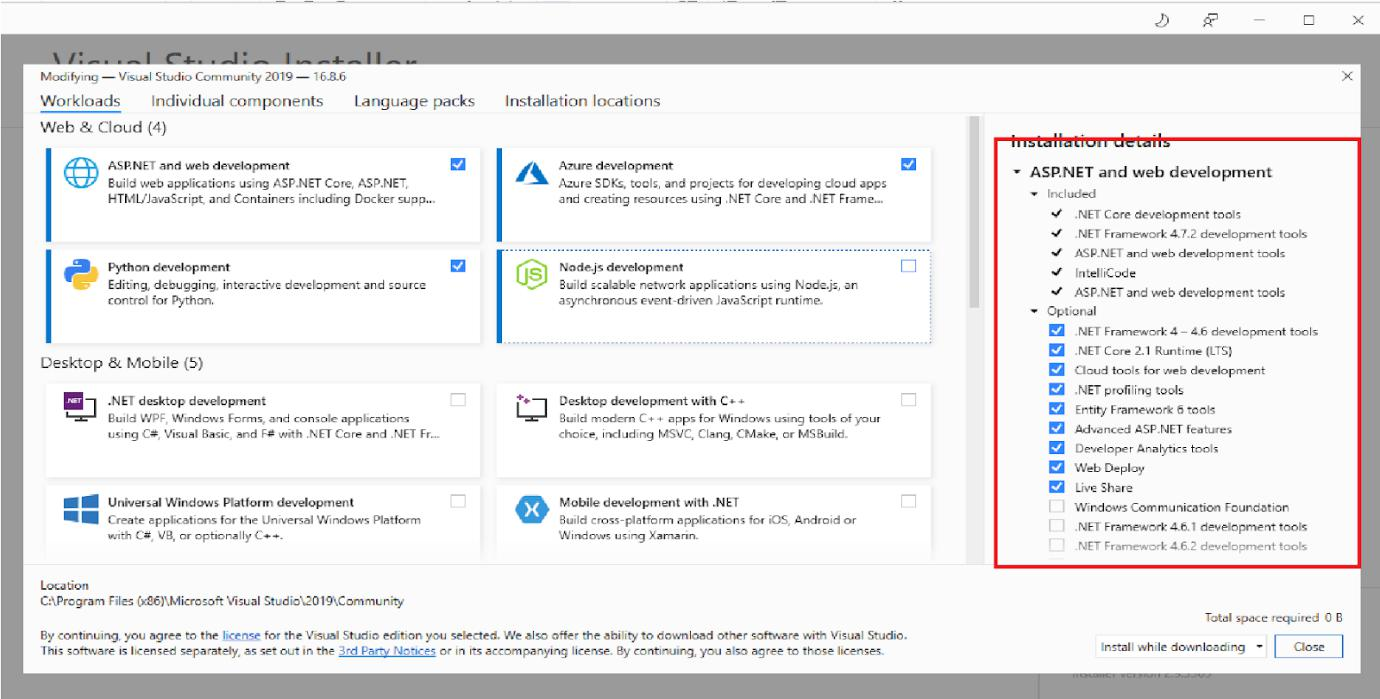 Visual Studio Installer
Modifying — Visual Studio Community 2019 — 16.8.6
Workloads Individual components Language packs Installation locations
Web & Cloud (4)
ASP.NET and web development
Build web applications using ASP.NET Core, ASP.NET,
HTML/JavaScript, and Containers including Docker supp...
Azure development
Azure SDKs, tools, and projects for developing cloud apps
and creating resources using .NET Core and .NET Frame...
Python development
Editing, debugging, interactive development and source
control for Python.
JS
Node.js development
Build scalable network applications using Node.js, an
asynchronous event-driven JavaScript runtime.
Desktop & Mobile (5)
.NET
.NET desktop development
Build WPF, Windows Forms, and console applications
using C#, Visual Basic, and F# with .NET Core and .NET Fr...
Desktop development with C++
Build modern C++ apps for Windows using tools of your
choice, including MSVC, Clang, CMake, or MSBuild.
Universal Windows Platform development
Create applications for the Universal Windows Platform
with C#, VB, or optionally C++.
Mobile development with .NET
Build cross-platform applications for iOS, Android or
Windows using Xamarin.
Installation details
ASP.NET and web development
Included
.NET Core development tools
.NET Framework 4.7.2 development tools
ASP.NET and web development tools
IntelliCode
ASP.NET and web development tools
Optional
.NET Framework 4 – 4.6 development tools
.NET Core 2.1 Runtime (LTS)
Cloud tools for web development
.NET profiling tools
Entity Framework 6 tools
Advanced ASP.NET features
Developer Analytics tools
Web Deploy
Live Share
Windows Communication Foundation
.NET Framework 4.6.1 development tools
.NET Framework 4.6.2 development tools
Location
C:\Program Files (x86)\Microsoft Visual Studio\2019\Community
By continuing, you agree to the license for the Visual Studio edition you selected. We also offer the ability to download other software with Visual Studio.
This software is licensed separately, as set out in the 3rd Party Notices or in its accompanying license. By continuing, you also agree to those licenses.
Total space required 0 B
Install while downloading
Close